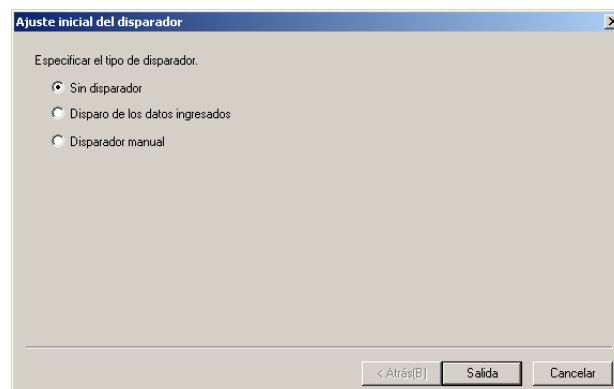 Ajuste inicial del disparador
Especificar el tipo de disparador.
Sin disparador
Disparo de los datos ingresados
Disparador manual
< Atrás(B) Salida Cancelar